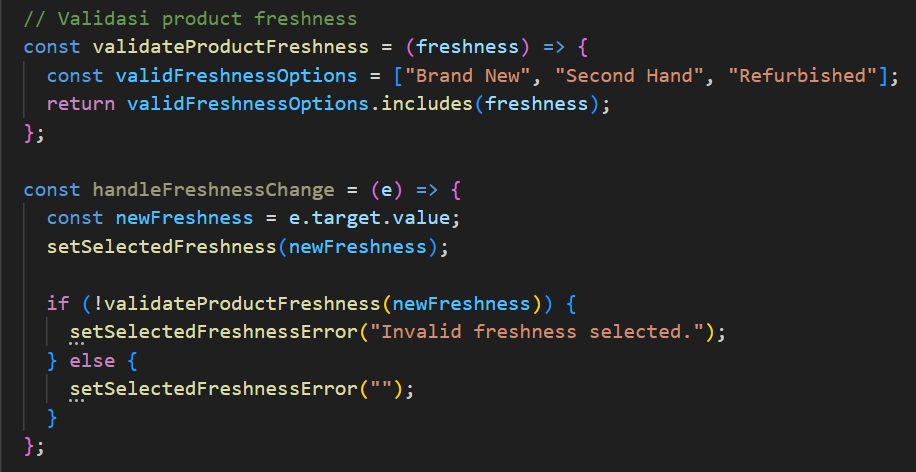 // Validasi product freshness
const validateProductFreshness = (freshness) => {
const validFreshnessOptions = ["Brand New", "Second Hand", "Refurbished"];
return validFreshnessOptions.includes(freshness);
};
const handleFreshnessChange = (e) => {
const newFreshness = e.target.value;
setSelectedFreshness(newFreshness);
if (!validateProductFreshness(newFreshness)) {
setSelectedFreshnessError("Invalid freshness selected.");
} else {
setSelectedFreshnessError("");
}
};